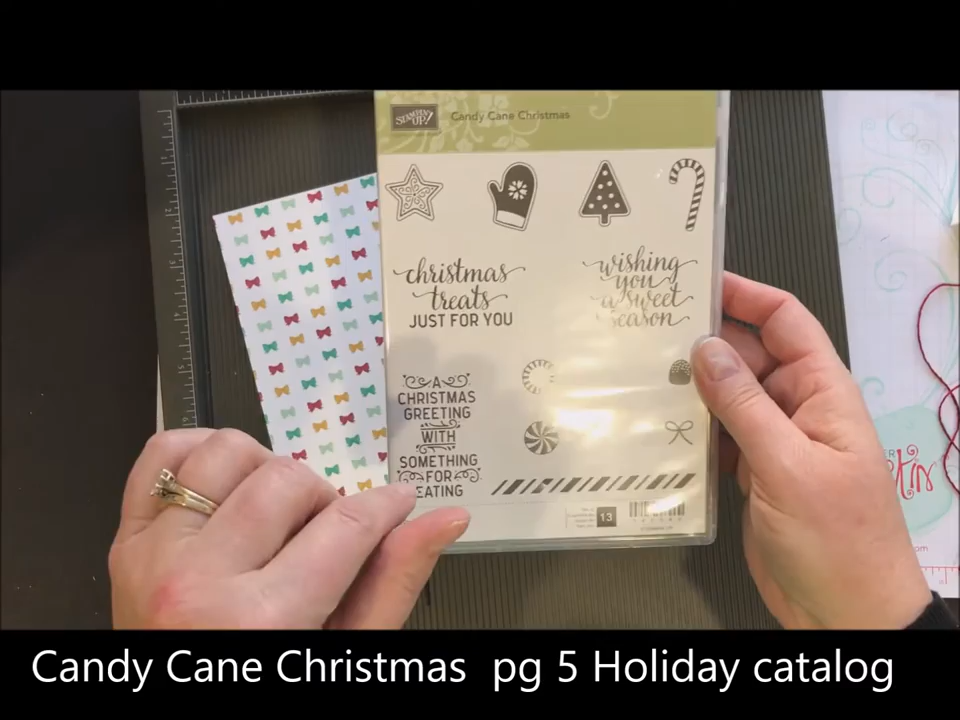 STAMPIN' UP!
Candy Cane Christmas
christmas
treats
JUST FOR YOU
wishing
you
a sweet
season
A
CHRISTMAS
GREETING
WITH
SOMETHING
FOR
EATING
13
Candy Cane Christmas pg 5 Holiday catalog